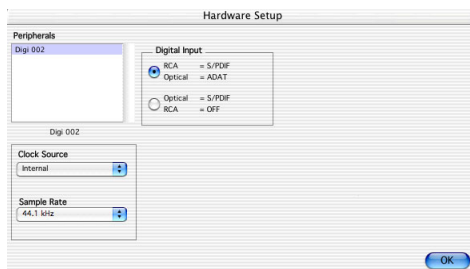 Hardware Setup
Peripherals
Digi 002
Digital Input
RCA = S/PDIF
Optical = ADAT
Optical = S/PDIF
RCA = OFF
Digi 002
Clock Source
Internal
Sample Rate
44.1 kHz
OK